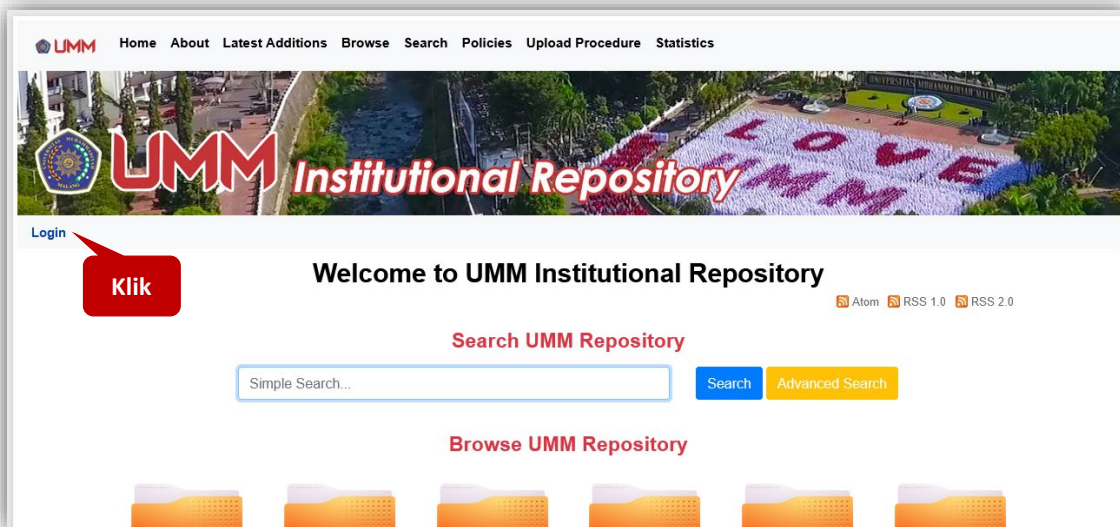 UMM Home About Latest Additions Browse Search Policies Upload Procedure Statistics
LOVE
UMM
MALANG
UMM Institutional Repository
Login
Klik
Welcome to UMM Institutional Repository
Atom RSS 1.0 RSS 2.0
Search UMM Repository
Simple Search... Search Advanced Search
Browse UMM Repository